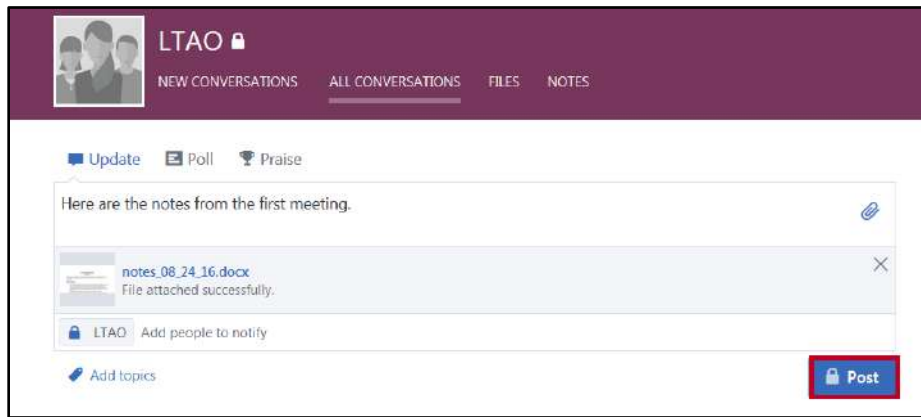 LTAO
NEW CONVERSATIONS ALL CONVERSATIONS FILES NOTES
Update Poll Praise
Here are the notes from the first meeting.
notes_08_24_16.docx
File attached successfully.
LTAO Add people to notify
Add topics Post